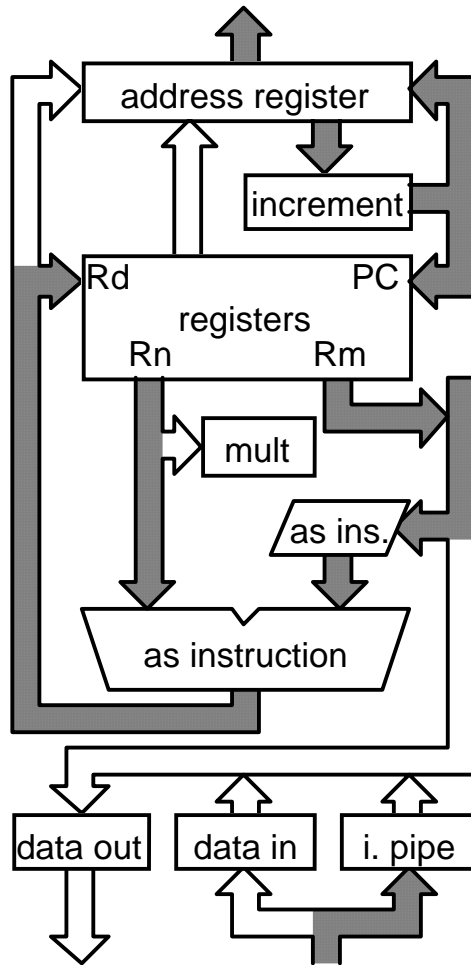 address register
increment
Rd PC
registers
Rn Rm
mult
as ins.
as instruction
data out data in i. pipe